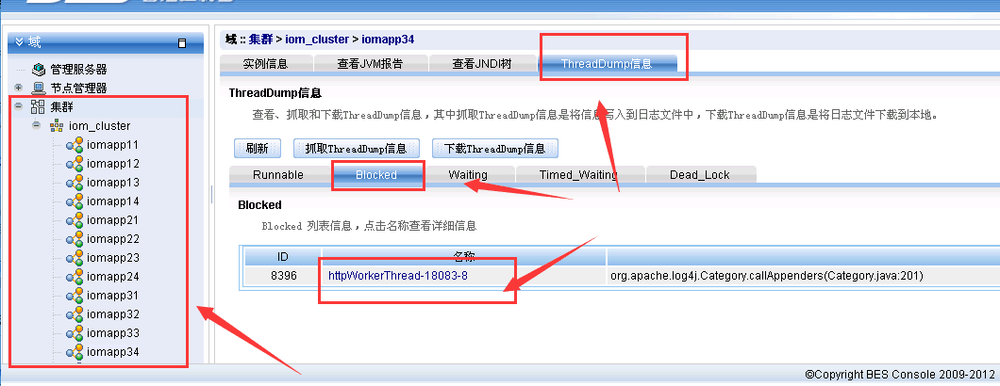 域
管理服务器
节点管理器
集群
iom_cluster
iomapp11
iomapp12
iomapp13
iomapp14
iomapp21
iomapp22
iomapp23
iomapp24
iomapp31
iomapp32
iomapp33
iomapp34
域 :: 集群 > iom_cluster > iomapp34
实例信息 查看JVM报告 查看JNDI树 ThreadDump信息
ThreadDump信息
查看、抓取和下载ThreadDump信息，其中抓取ThreadDump信息是将信息写入到日志文件中，下载ThreadDump信息是将日志文件下载到本地。
刷新 抓取ThreadDump信息 下载ThreadDump信息
Runnable Blocked Waiting Timed_Waiting Dead_Lock
Blocked
Blocked 列表信息，点击名称查看详细信息
ID 名称
8396 httpWorkerThread-18083-8 org.apache.log4j.Category.callAppenders(Category.java:201)
©Copyright BES Console 2009-2012